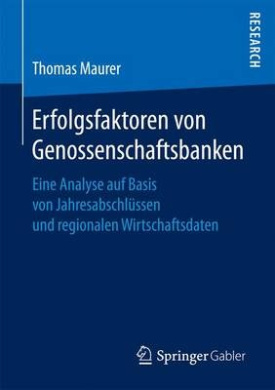 RESEARCH
Thomas Maurer
Erfolgsfaktoren von
Genossenschaftsbanken
Eine Analyse auf Basis
von Jahresabschlüssen
und regionalen Wirtschaftsdaten
Springer Gabler